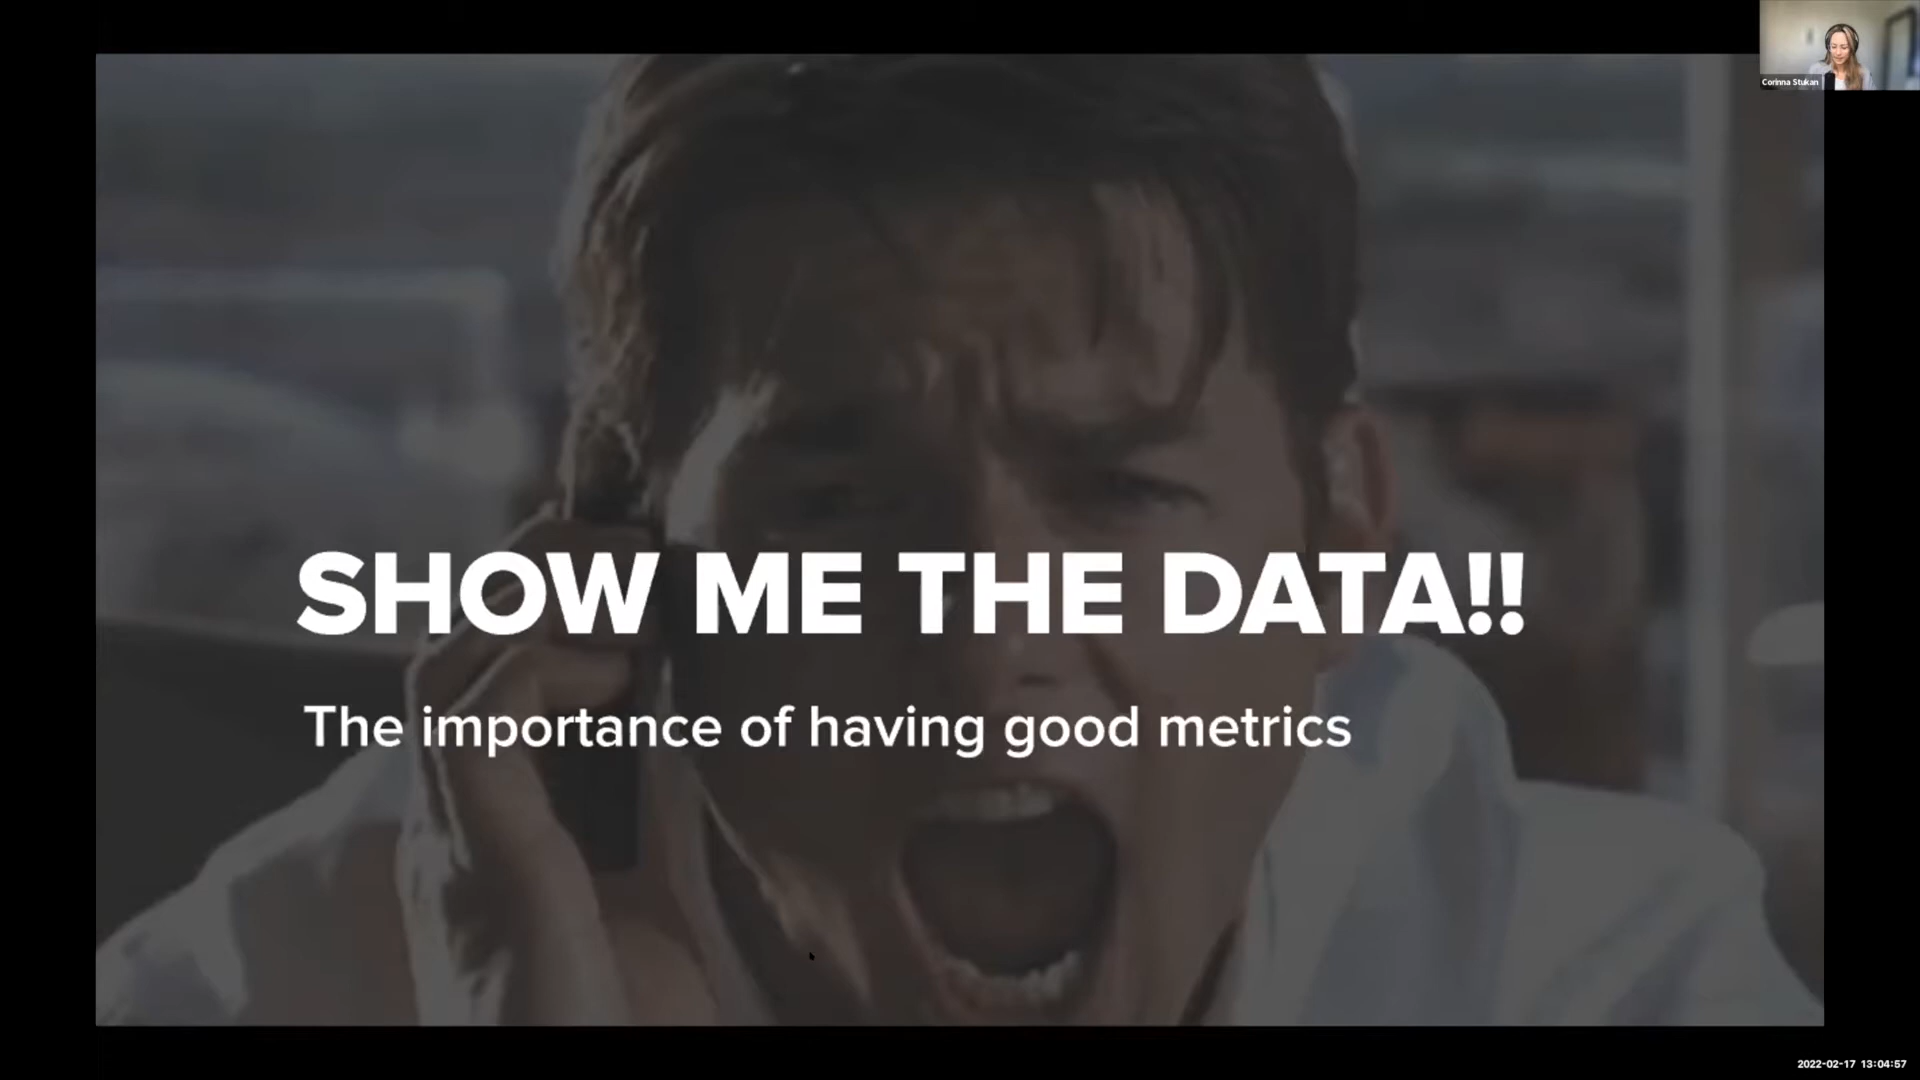 Corinna Stukan
SHOW ME THE DATA!!
The importance of having good metrics
2022-02-17 13:04:57